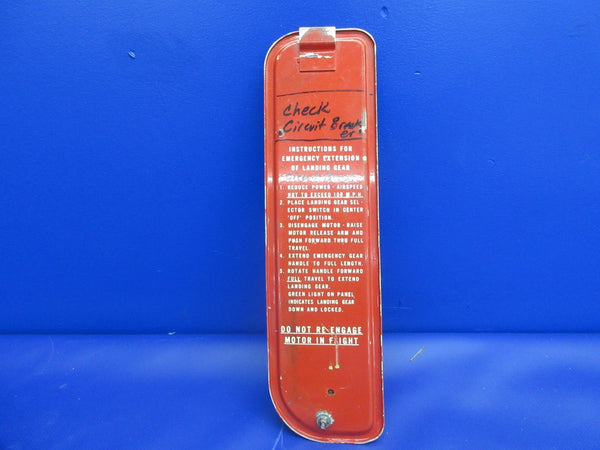 Check
Circuit Break
er
INSTRUCTIONS FOR
EMERGENCY EXTENSION
OF LANDING GEAR
1. REDUCE POWER - AIRSPEED
NOT TO EXCEED 100 M.P.H.
2. PLACE LANDING GEAR SEL-
ECTOR SWITCH IN CENTER
'OFF' POSITION.
3. DISENGAGE MOTOR - RAISE
MOTOR RELEASE ARM AND
PUSH FORWARD THRU FULL
TRAVEL.
4. EXTEND EMERGENCY GEAR
HANDLE TO FULL LENGTH.
5. ROTATE HANDLE FORWARD
FULL TRAVEL TO EXTEND
LANDING GEAR.
GREEN LIGHT ON PANEL
INDICATES LANDING GEAR
DOWN AND LOCKED.
DO NOT RE-ENGAGE
MOTOR IN FLIGHT